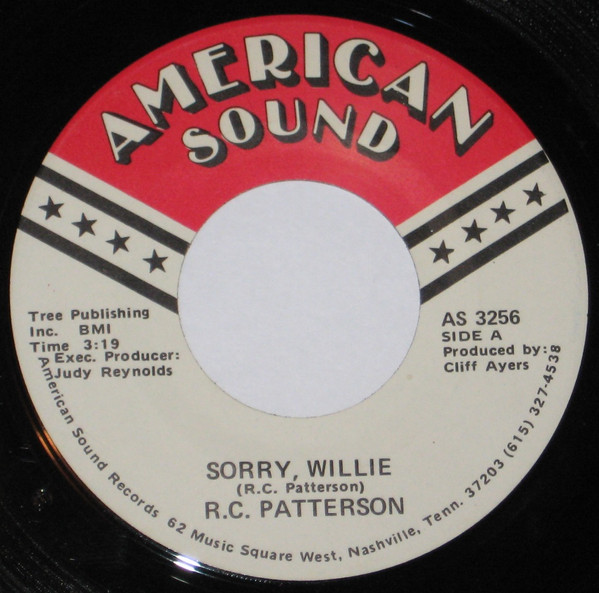 AMERICAN
SOUND
Tree Publishing
Inc. BMI
Time 3:19
Exec. Producer:
Judy Reynolds
AS 3256
SIDE A
Produced by:
Cliff Ayers
SORRY, WILLIE
(R.C. Patterson)
R.C. PATTERSON
American Sound Records 62 Music Square West, Nashville, Tenn. 37203 (615) 327-4538